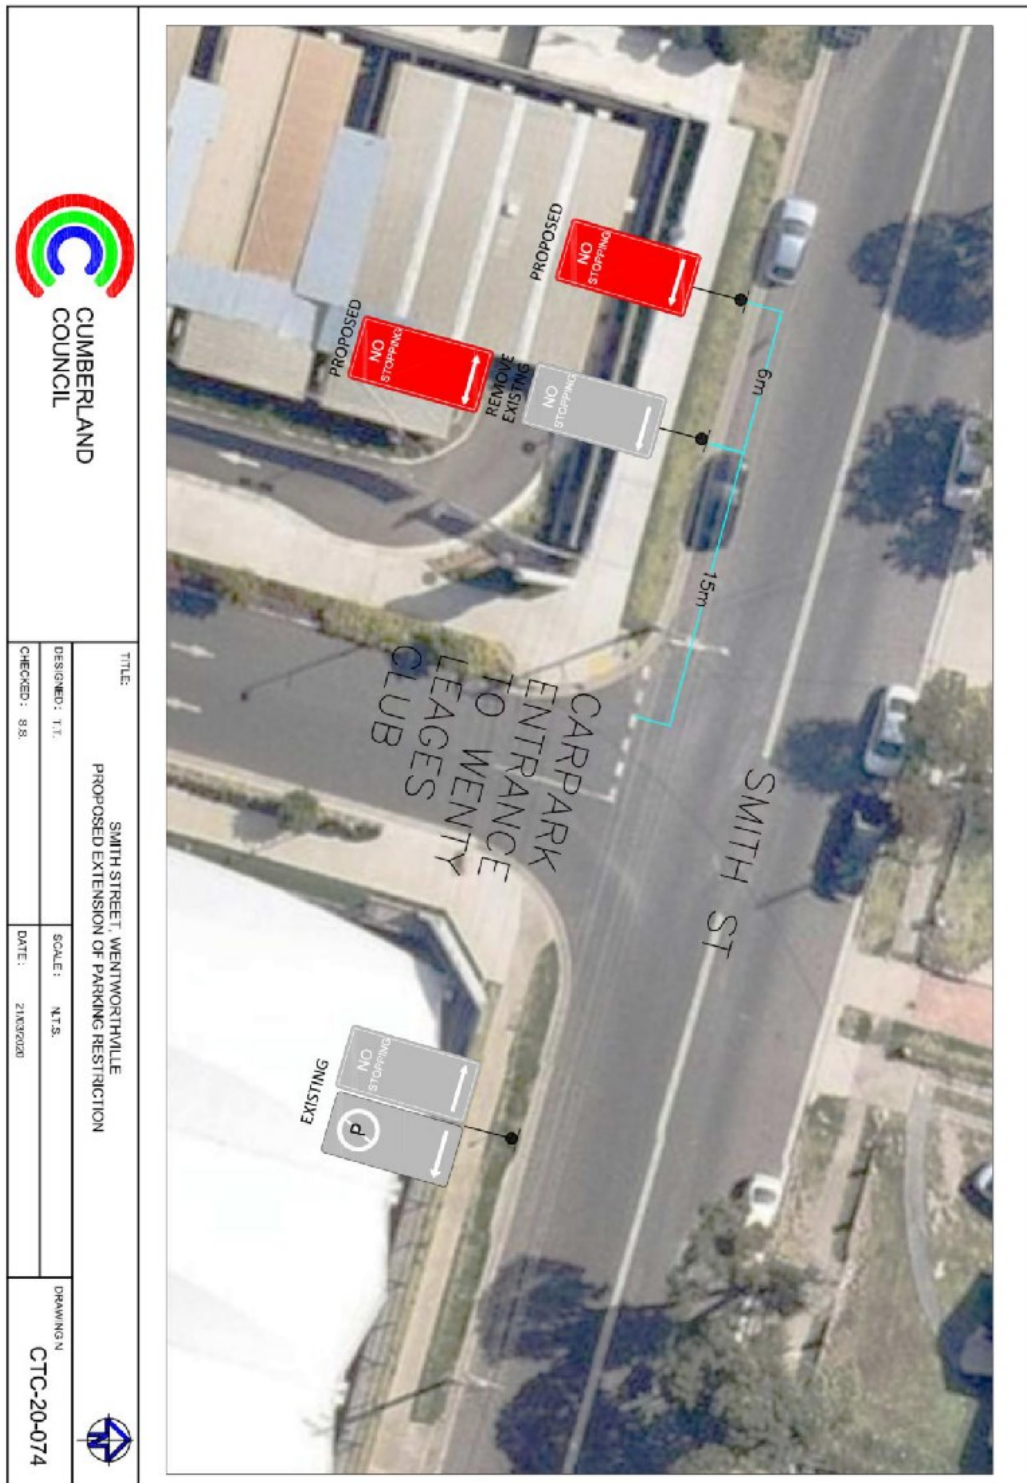 PROPOSED
NO
STOPPING
PROPOSED
NO
STOPPING
REMOVE
EXISTNG
NO
STOPPING
6m
15m
SMITH ST
CARPARK
ENTRANCE
TO WENTY
LEAGES
CLUB
EXISTING
NO
STOPPING
P
CUMBERLAND
COUNCIL
TITLE:
SMITH STREET, WENTWORTHVILLE
PROPOSED EXTENSION OF PARKING RESTRICTION
DESIGNED: T.T.
SCALE: N.T.S.
CHECKED: S.S.
DATE: 21/03/2020
DRAWING N
CTC-20-074
N